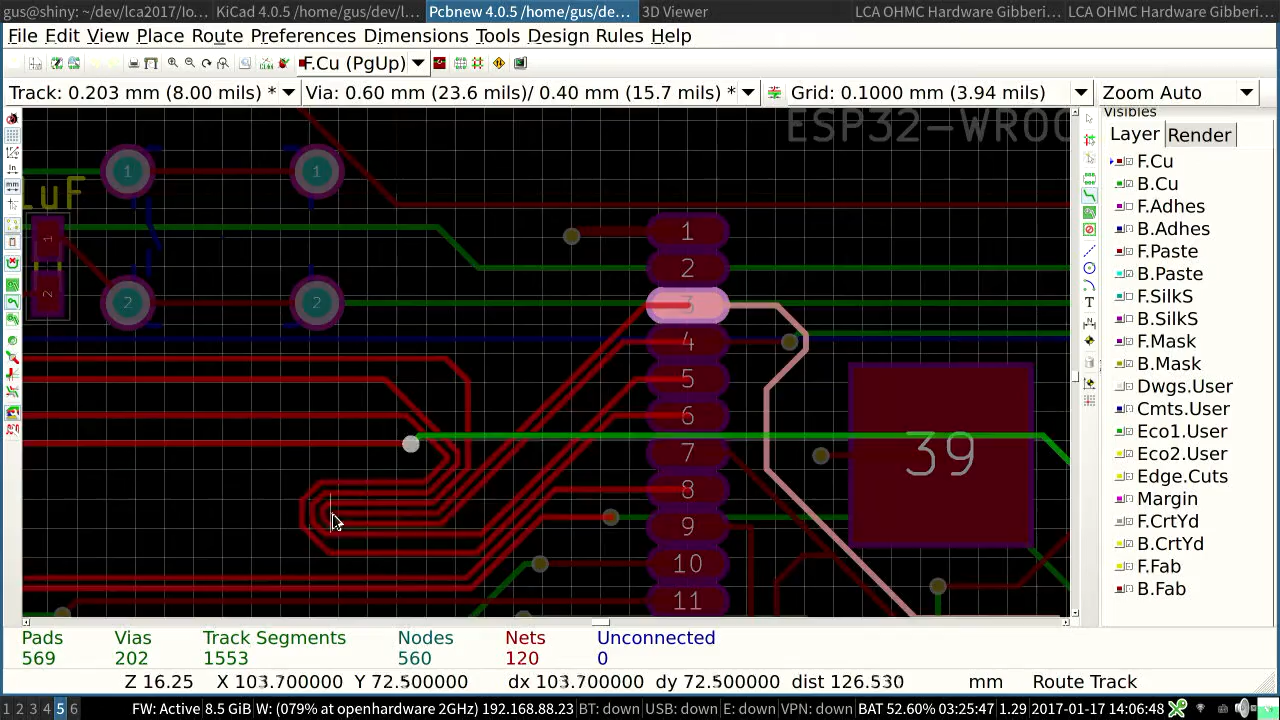 gus@shiny: ~/dev/lca2017/lo... KiCad 4.0.5 /home/gus/dev/l... Pcbnew 4.0.5 /home/gus/de... 3D Viewer LCA OHMC Hardware Gibberi... LCA OHMC Hardware Gibberi...
File Edit View Place Route Preferences Dimensions Tools Design Rules Help
F.Cu (PgUp)
Track: 0.203 mm (8.00 mils) * Via: 0.60 mm (23.6 mils)/ 0.40 mm (15.7 mils) * Grid: 0.1000 mm (3.94 mils) Zoom Auto
Visibles
Layer Render
F.Cu
B.Cu
F.Adhes
B.Adhes
F.Paste
B.Paste
F.SilkS
B.SilkS
F.Mask
B.Mask
Dwgs.User
Cmts.User
Eco1.User
Eco2.User
Edge.Cuts
Margin
F.CrtYd
B.CrtYd
F.Fab
B.Fab
ESP32-WROO
1 1
uF
1
2
2 2
1
2
3
4
5
6
7
8
9
10
11
39
Pads Vias Track Segments Nodes Nets Unconnected
569 202 1553 560 120 0
Z 16.25 X 103.700000 Y 72.500000 dx 103.700000 dy 72.500000 dist 126.530 mm Route Track
1 2 3 4 5 6 FW: Active 8.5 GiB W: (079% at openhardware 2GHz) 192.168.88.23 T: down USB: down E: down VPN: down BAT 52.60% 03:25:47 1.29 2017-01-17 14:06:48